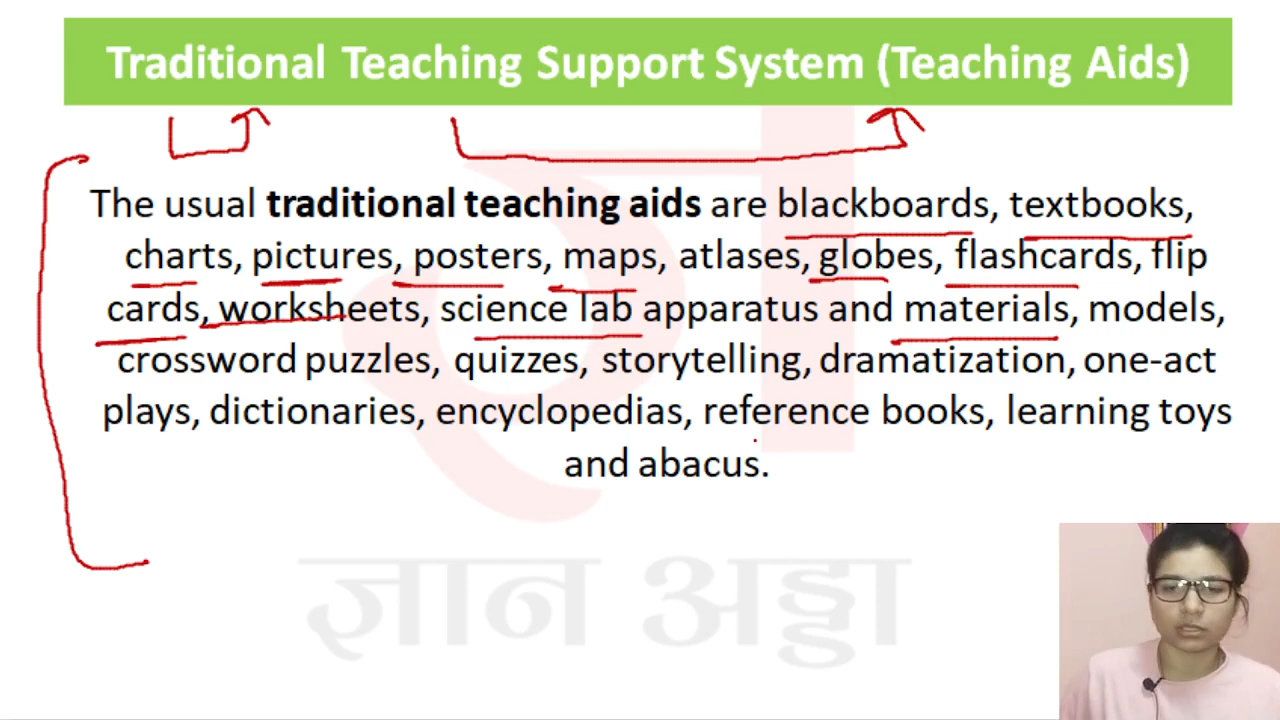 Traditional Teaching Support System (Teaching Aids)
The usual traditional teaching aids are blackboards, textbooks,
charts, pictures, posters, maps, atlases, globes, flashcards, flip
cards, worksheets, science lab apparatus and materials, models,
crossword puzzles, quizzes, storytelling, dramatization, one-act
plays, dictionaries, encyclopedias, reference books, learning toys
and abacus.
ज्ञान अड्डा